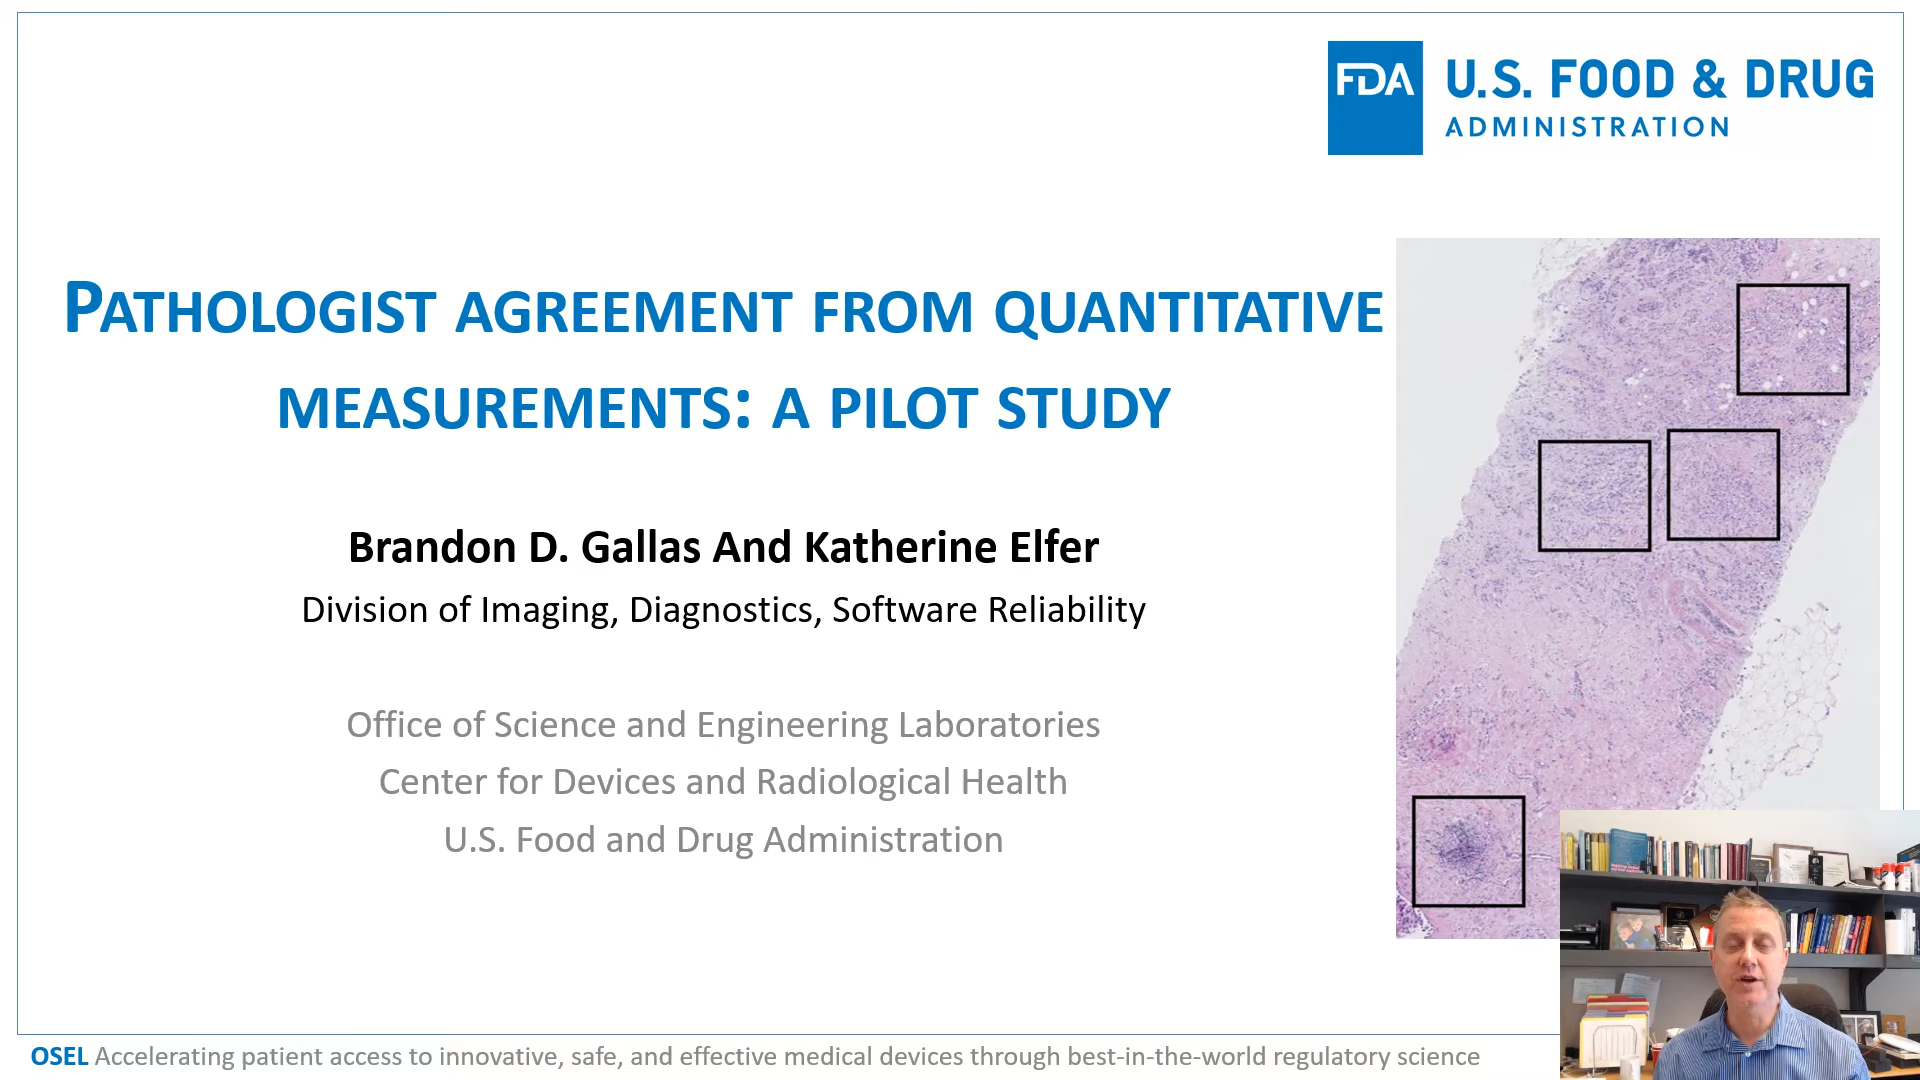 FDA
U.S. FOOD & DRUG
ADMINISTRATION
PATHOLOGIST AGREEMENT FROM QUANTITATIVE
MEASUREMENTS: A PILOT STUDY
Brandon D. Gallas And Katherine Elfer
Division of Imaging, Diagnostics, Software Reliability
Office of Science and Engineering Laboratories
Center for Devices and Radiological Health
U.S. Food and Drug Administration
OSEL Accelerating patient access to innovative, safe, and effective medical devices through best-in-the-world regulatory science